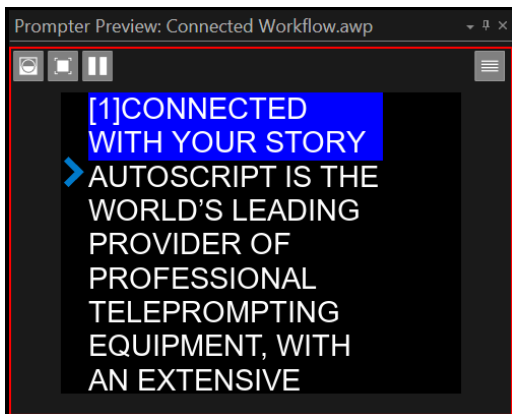 Prompter Preview: Connected Workflow.awp
[1]CONNECTED
WITH YOUR STORY
AUTOSCRIPT IS THE
WORLD'S LEADING
PROVIDER OF
PROFESSIONAL
TELEPROMPTING
EQUIPMENT, WITH
AN EXTENSIVE